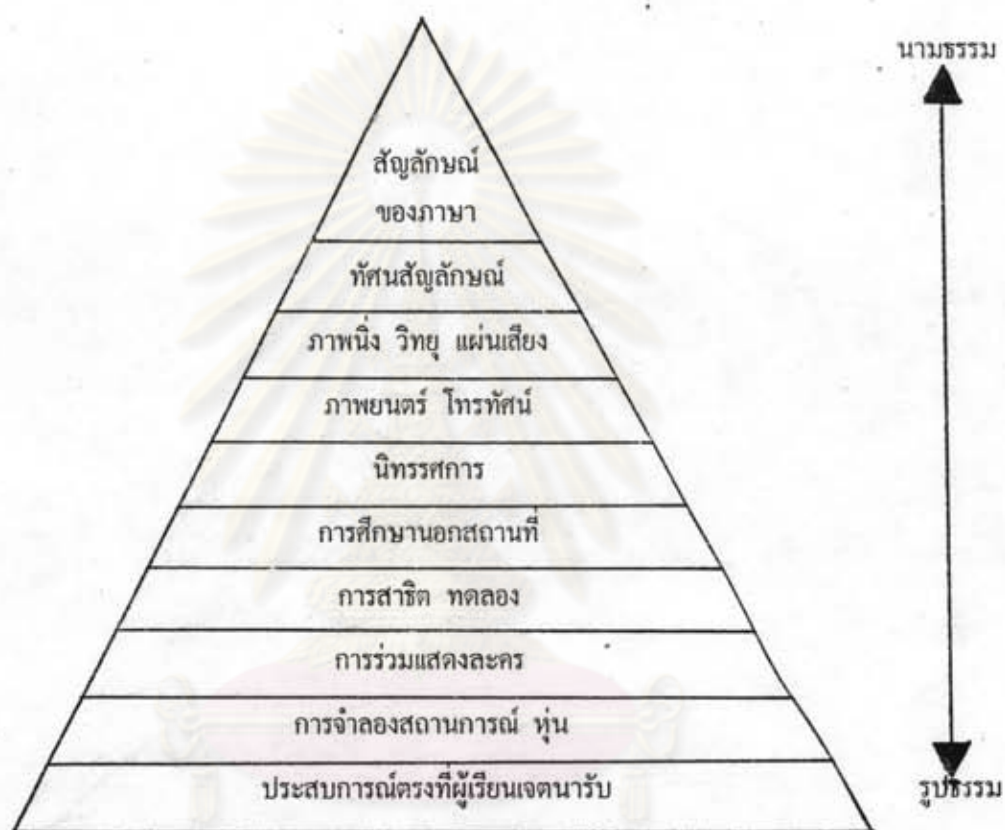 นามธรรม
สัญลักษณ์
ของภาษา
ทัศนสัญลักษณ์
ภาพนิ่ง วิทยุ แผ่นเสียง
ภาพยนตร์ โทรทัศน์
นิทรรศการ
การศึกษานอกสถานที่
การสาธิต ทดลอง
การร่วมแสดงละคร
การจำลองสถานการณ์ หุ่น
ประสบการณ์ตรงที่ผู้เรียนเจตนารับ
รูปธรรม